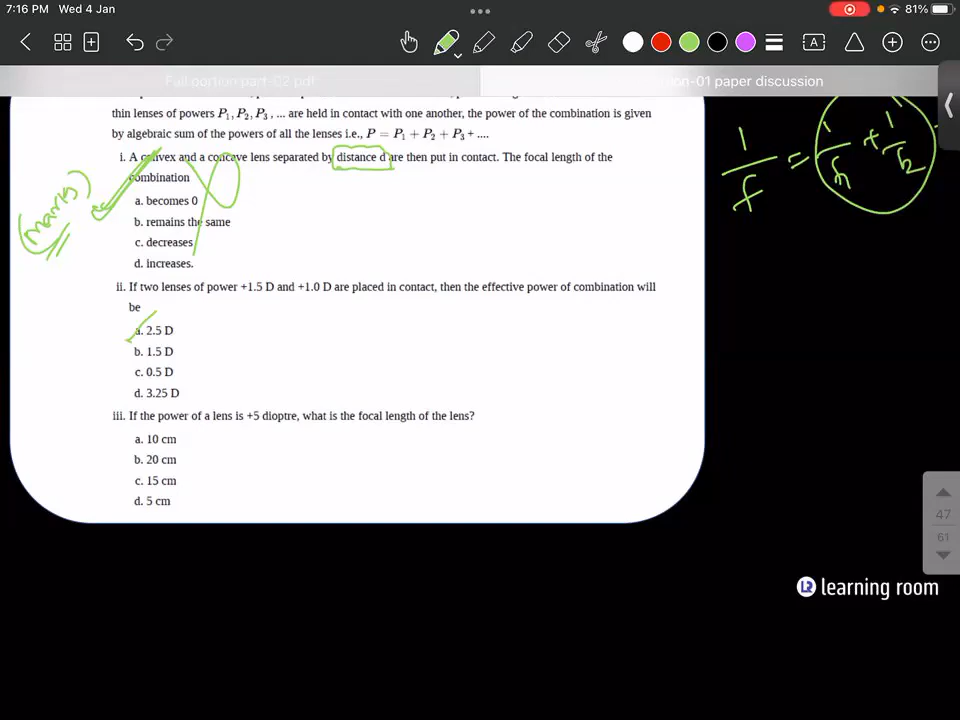 7:16 PM Wed 4 Jan
81%
A
Full portion part-02 pdf
paper discussion
thin lenses of powers P₁, P₂, P₃, ... are held in contact with one another, the power of the combination is given
by algebraic sum of the powers of all the lenses i.e., P = P₁ + P₂ + P₃ + ....
i. A convex and a concave lens separated by distance d are then put in contact. The focal length of the
combination
a. becomes 0
b. remains the same
c. decreases
d. increases.
ii. If two lenses of power +1.5 D and +1.0 D are placed in contact, then the effective power of combination will
be
a. 2.5 D
b. 1.5 D
c. 0.5 D
d. 3.25 D
iii. If the power of a lens is +5 dioptre, what is the focal length of the lens?
a. 10 cm
b. 20 cm
c. 15 cm
d. 5 cm
(marks)
1/f = 1/f1 + 1/f2
47
61
LR learning room